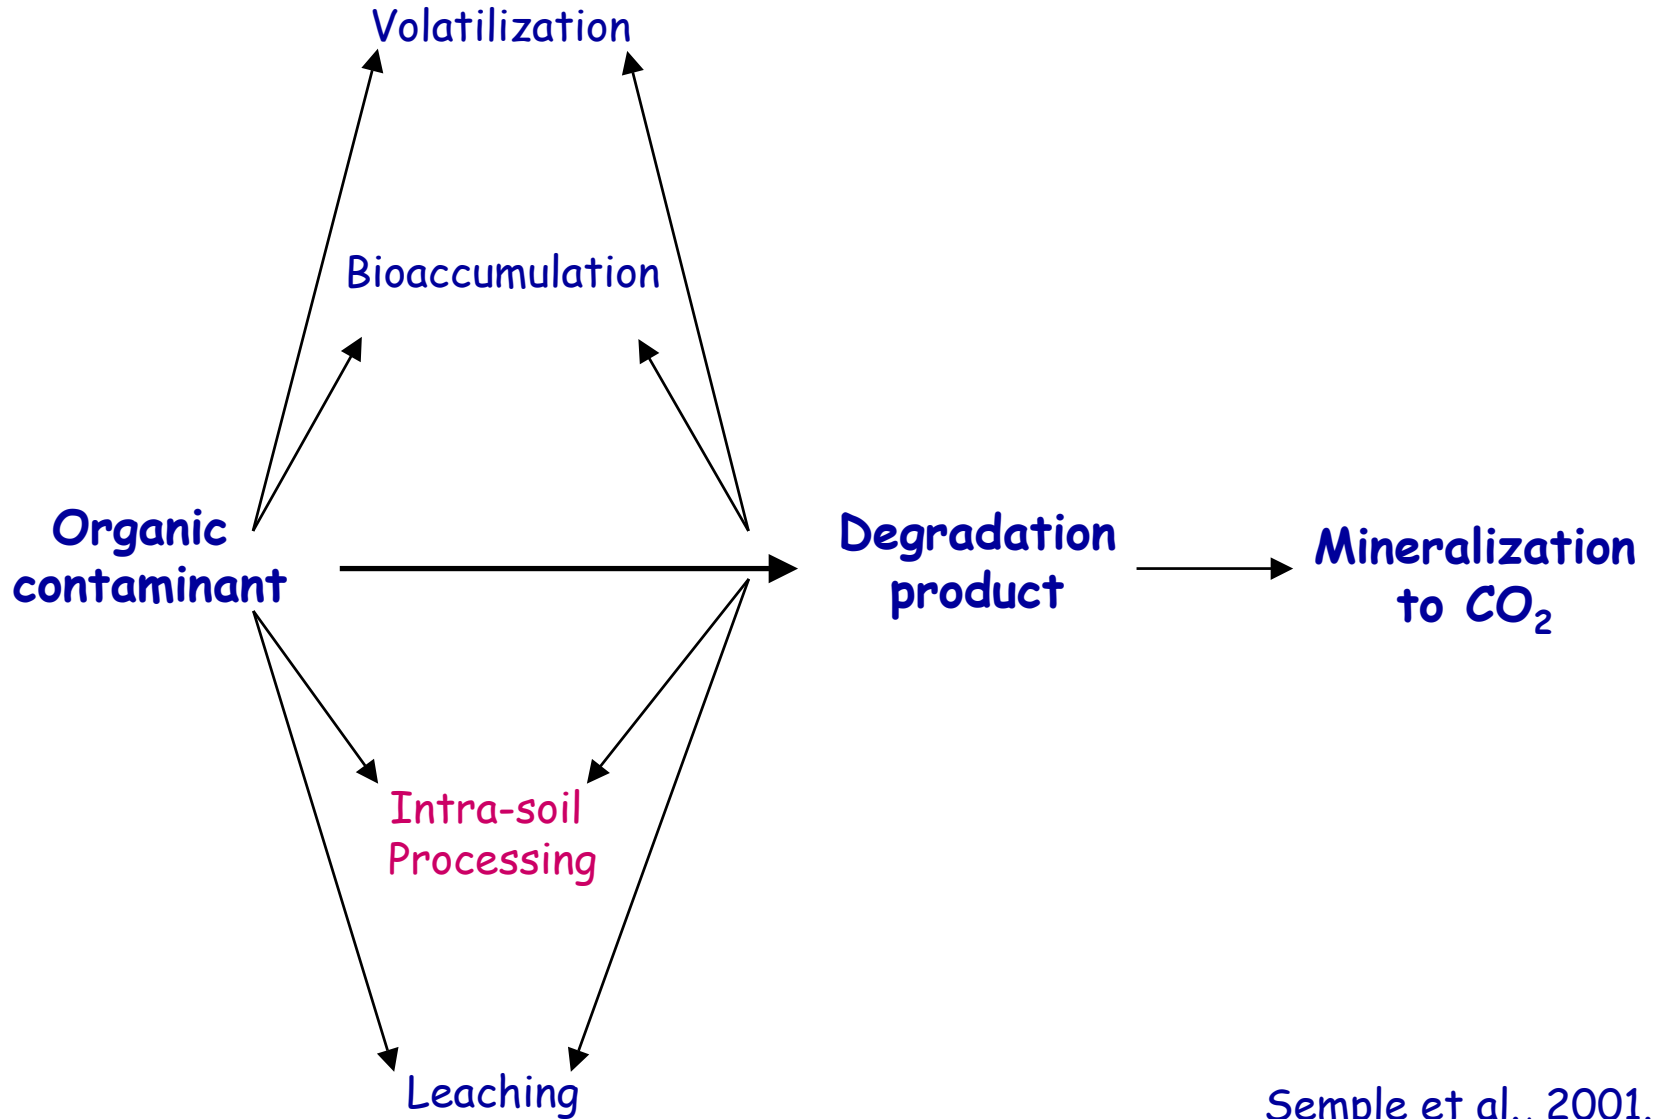 Volatilization
Bioaccumulation
Organic
contaminant
Degradation
product
Mineralization
to CO₂
Intra-soil
Processing
Leaching
Semple et al., 2001.